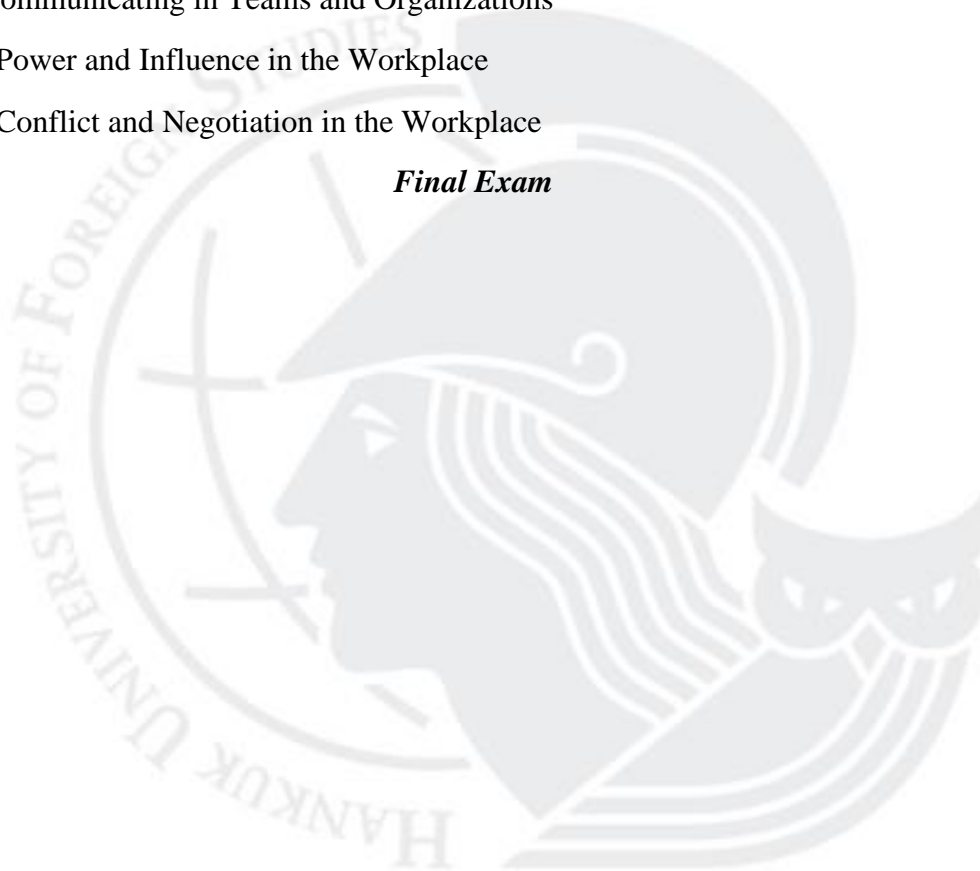 ommunicating in Teams and Organizations
Power and Influence in the Workplace
Conflict and Negotiation in the Workplace
Final Exam
HANKUK UNIVERSITY OF FOREIGN STUDIES